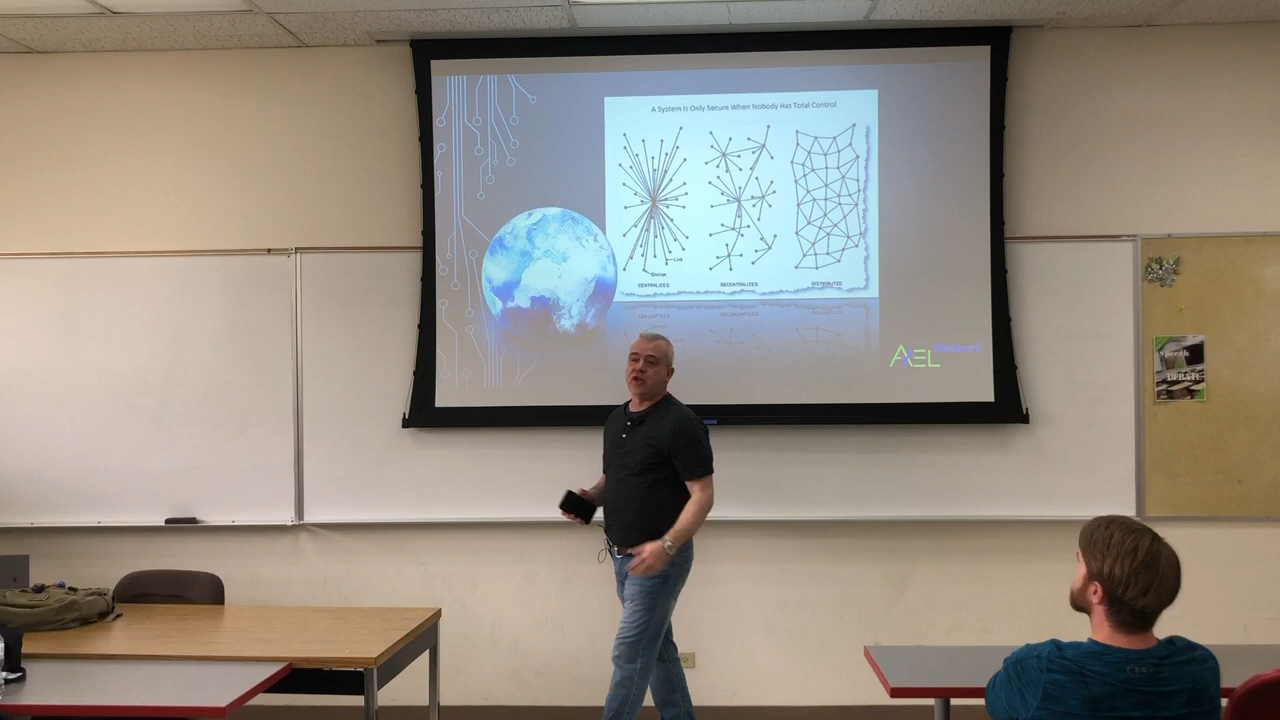 A System Is Only Secure When Nobody Has Total Control
Link
Station
CENTRALIZED
DECENTRALIZED
DISTRIBUTED
AEL Network
Speech
DEBATE